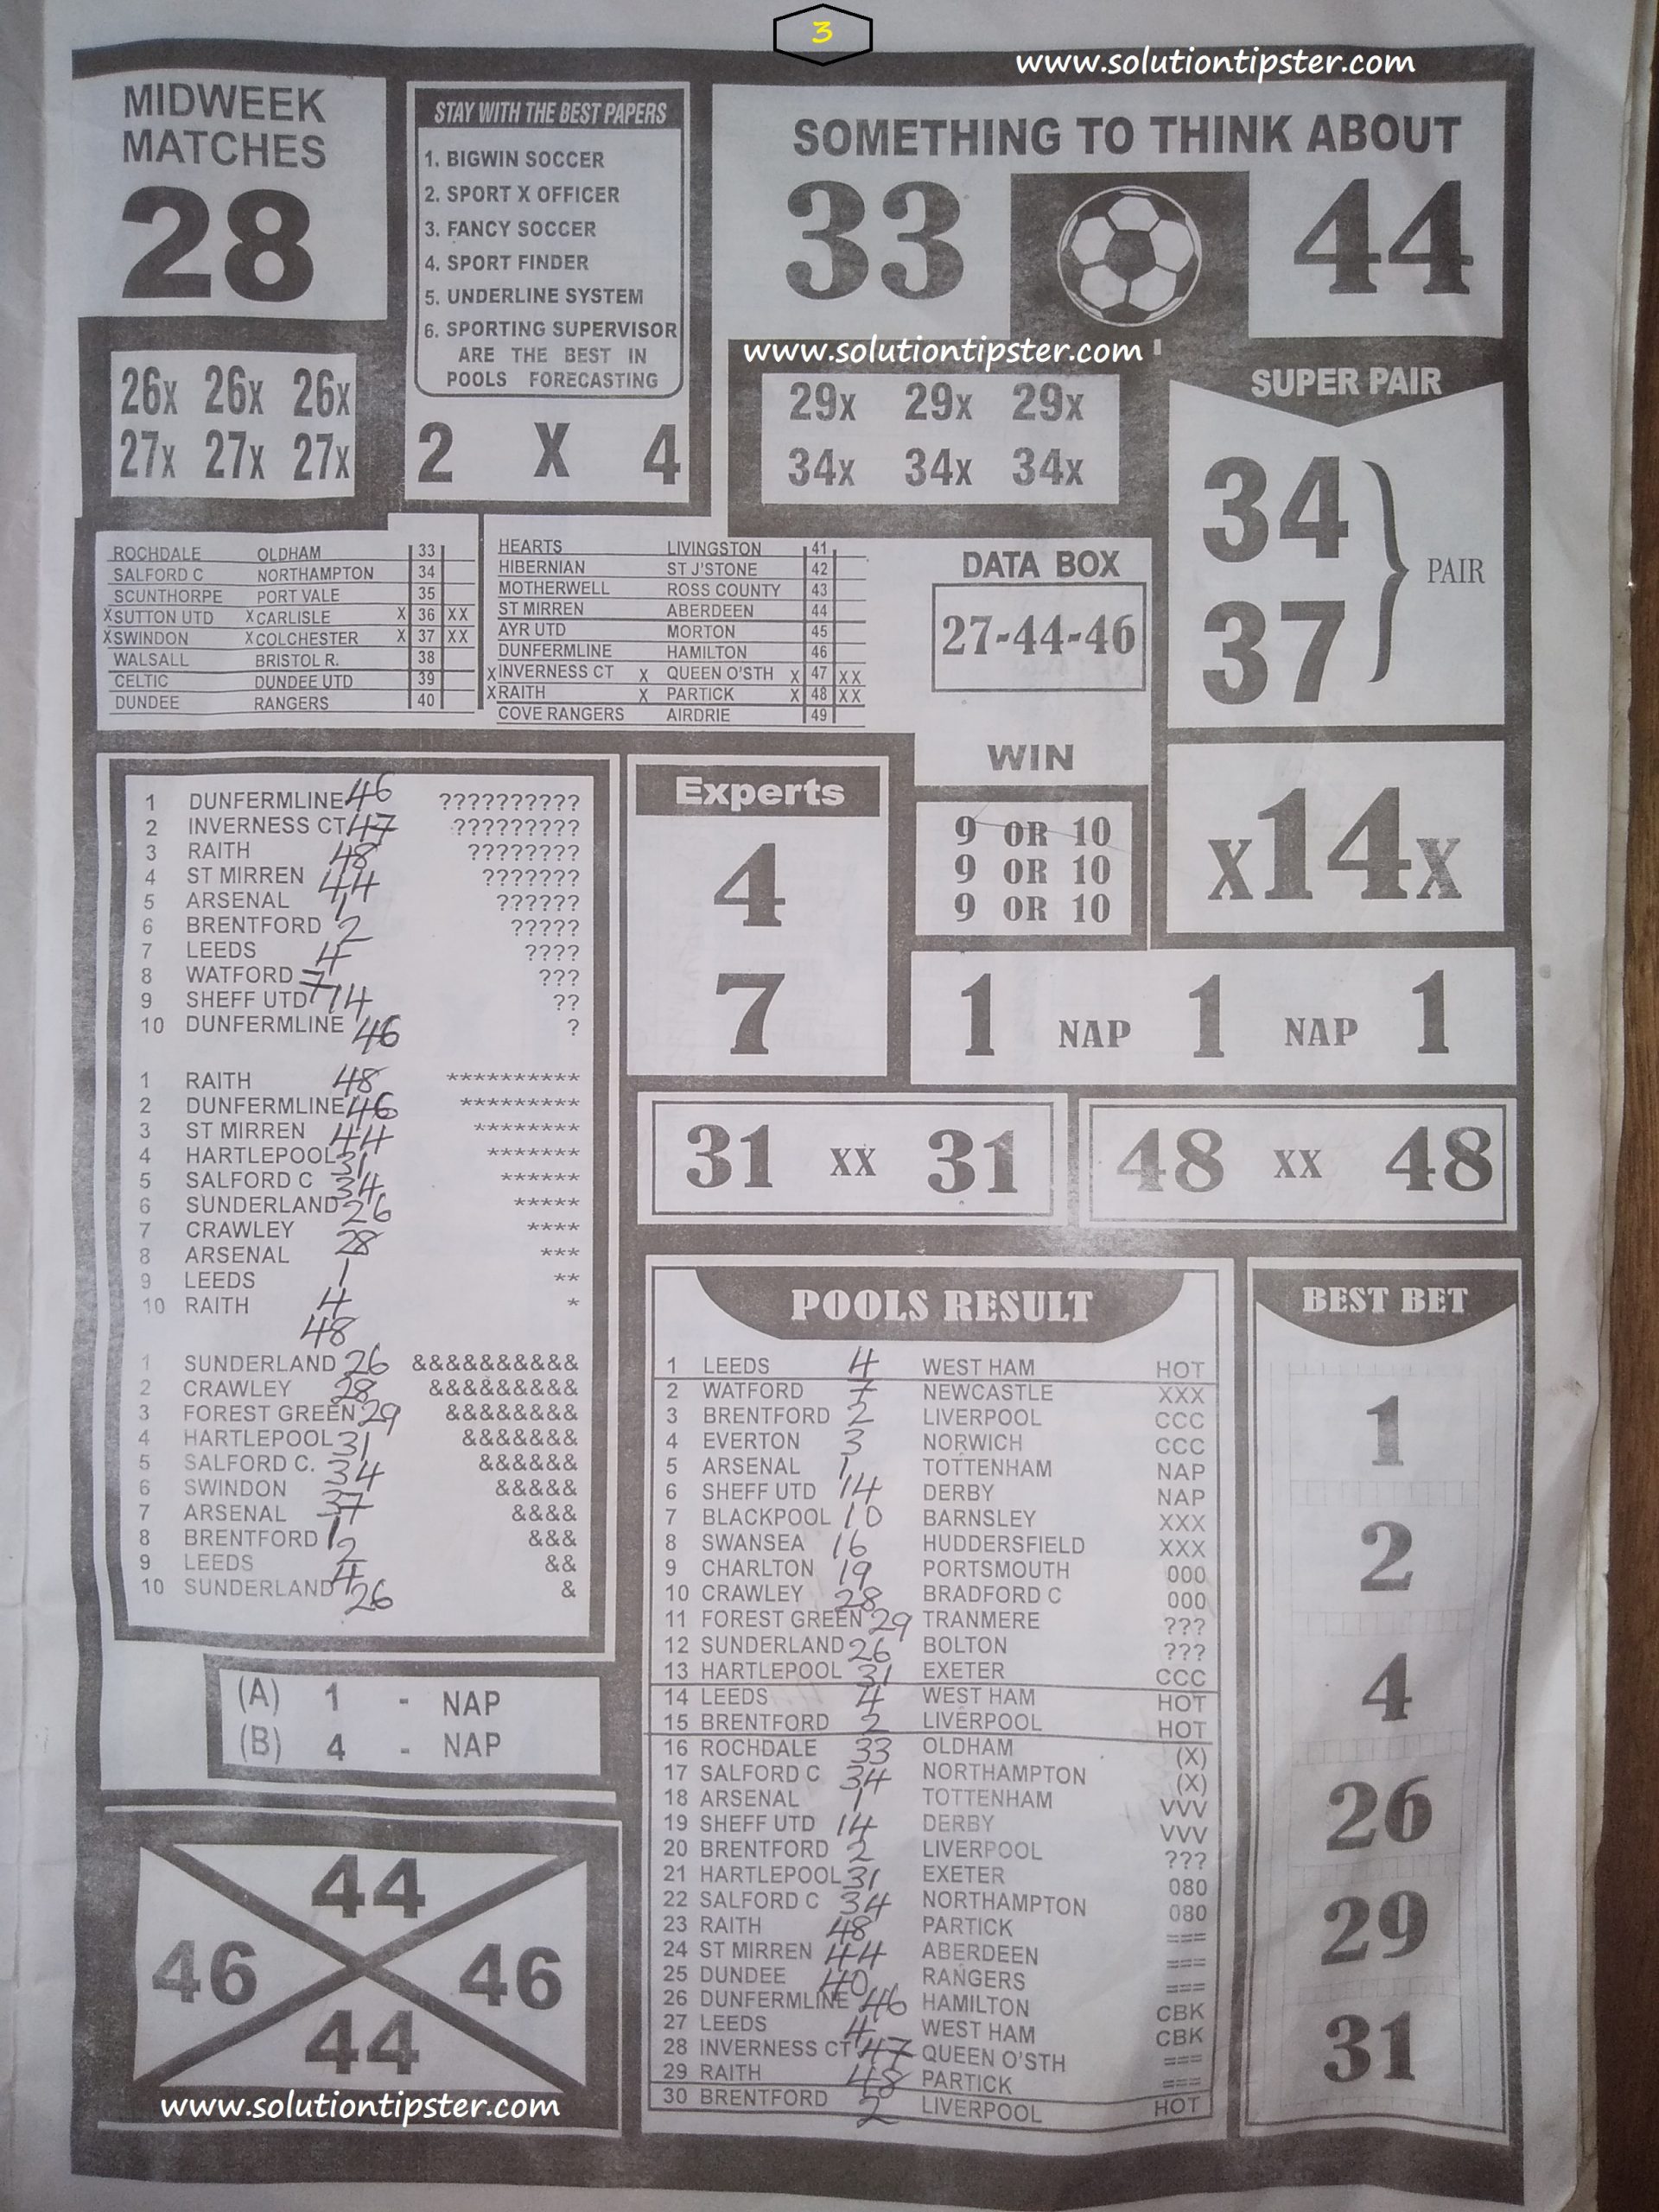 3
www.solutiontipster.com
MIDWEEK
MATCHES
28
STAY WITH THE BEST PAPERS
1. BIGWIN SOCCER
2. SPORT X OFFICER
3. FANCY SOCCER
4. SPORT FINDER
5. UNDERLINE SYSTEM
6. SPORTING SUPERVISOR
ARE THE BEST IN
POOLS FORECASTING
2 X 4
SOMETHING TO THINK ABOUT
33 44
www.solutiontipster.com
26x 26x 26x
27x 27x 27x
29x 29x 29x
34x 34x 34x
SUPER PAIR
34
37
PAIR
ROCHDALE OLDHAM 33
SALFORD C NORTHAMPTON 34
SCUNTHORPE PORT VALE 35
X SUTTON UTD X CARLISLE X 36 XX
X SWINDON X COLCHESTER X 37 XX
WALSALL BRISTOL R. 38
CELTIC DUNDEE UTD 39
DUNDEE RANGERS 40
HEARTS LIVINGSTON 41
HIBERNIAN ST J'STONE 42
MOTHERWELL ROSS COUNTY 43
ST MIRREN ABERDEEN 44
AYR UTD MORTON 45
DUNFERMLINE HAMILTON 46
X INVERNESS CT X QUEEN O'STH X 47 XX
X RAITH X PARTICK X 48 XX
COVE RANGERS AIRDRIE 49
DATA BOX
27-44-46
WIN
9 OR 10
9 OR 10
9 OR 10
x14x
Experts
4
7
1 NAP 1 NAP 1
31 xx 31
48 xx 48
1 DUNFERMLINE 46 ??????????
2 INVERNESS CT 47 ?????????
3 RAITH 48 ????????
4 ST MIRREN 44 ???????
5 ARSENAL 1 ??????
6 BRENTFORD 2 ?????
7 LEEDS 4 ????
8 WATFORD 7 ???
9 SHEFF UTD 14 ??
10 DUNFERMLINE 46 ?
1 RAITH 48 **********
2 DUNFERMLINE 46 *********
3 ST MIRREN 44 ********
4 HARTLEPOOL 31 *******
5 SALFORD C 34 ******
6 SUNDERLAND 26 *****
7 CRAWLEY 28 ****
8 ARSENAL 1 ***
9 LEEDS 4 **
10 RAITH 48 *
1 SUNDERLAND 26 &&&&&&&&&&
2 CRAWLEY 28 &&&&&&&&&
3 FOREST GREEN 29 &&&&&&&&
4 HARTLEPOOL 31 &&&&&&&
5 SALFORD C. 34 &&&&&&
6 SWINDON 37 &&&&&
7 ARSENAL 1 &&&&
8 BRENTFORD 2 &&&
9 LEEDS 4 &&
10 SUNDERLAND 26 &
(A) 1 - NAP
(B) 4 - NAP
44
46 46
44
www.solutiontipster.com
POOLS RESULT
1 LEEDS 4 WEST HAM HOT
2 WATFORD 7 NEWCASTLE XXX
3 BRENTFORD 2 LIVERPOOL CCC
4 EVERTON 3 NORWICH CCC
5 ARSENAL 1 TOTTENHAM NAP
6 SHEFF UTD 14 DERBY NAP
7 BLACKPOOL 10 BARNSLEY XXX
8 SWANSEA 16 HUDDERSFIELD XXX
9 CHARLTON 19 PORTSMOUTH 000
10 CRAWLEY 28 BRADFORD C 000
11 FOREST GREEN 29 TRANMERE ???
12 SUNDERLAND 26 BOLTON ???
13 HARTLEPOOL 31 EXETER CCC
14 LEEDS 4 WEST HAM HOT
15 BRENTFORD 2 LIVERPOOL HOT
16 ROCHDALE 33 OLDHAM (X)
17 SALFORD C 34 NORTHAMPTON (X)
18 ARSENAL 1 TOTTENHAM VVV
19 SHEFF UTD 14 DERBY VVV
20 BRENTFORD 2 LIVERPOOL ???
21 HARTLEPOOL 31 EXETER 080
22 SALFORD C 34 NORTHAMPTON 080
23 RAITH 48 PARTICK ===
24 ST MIRREN 44 ABERDEEN ===
25 DUNDEE 40 RANGERS ===
26 DUNFERMLINE 46 HAMILTON CBK
27 LEEDS 4 WEST HAM CBK
28 INVERNESS CT 47 QUEEN O'STH ===
29 RAITH 48 PARTICK ===
30 BRENTFORD 2 LIVERPOOL HOT
BEST BET
1
2
4
26
29
31